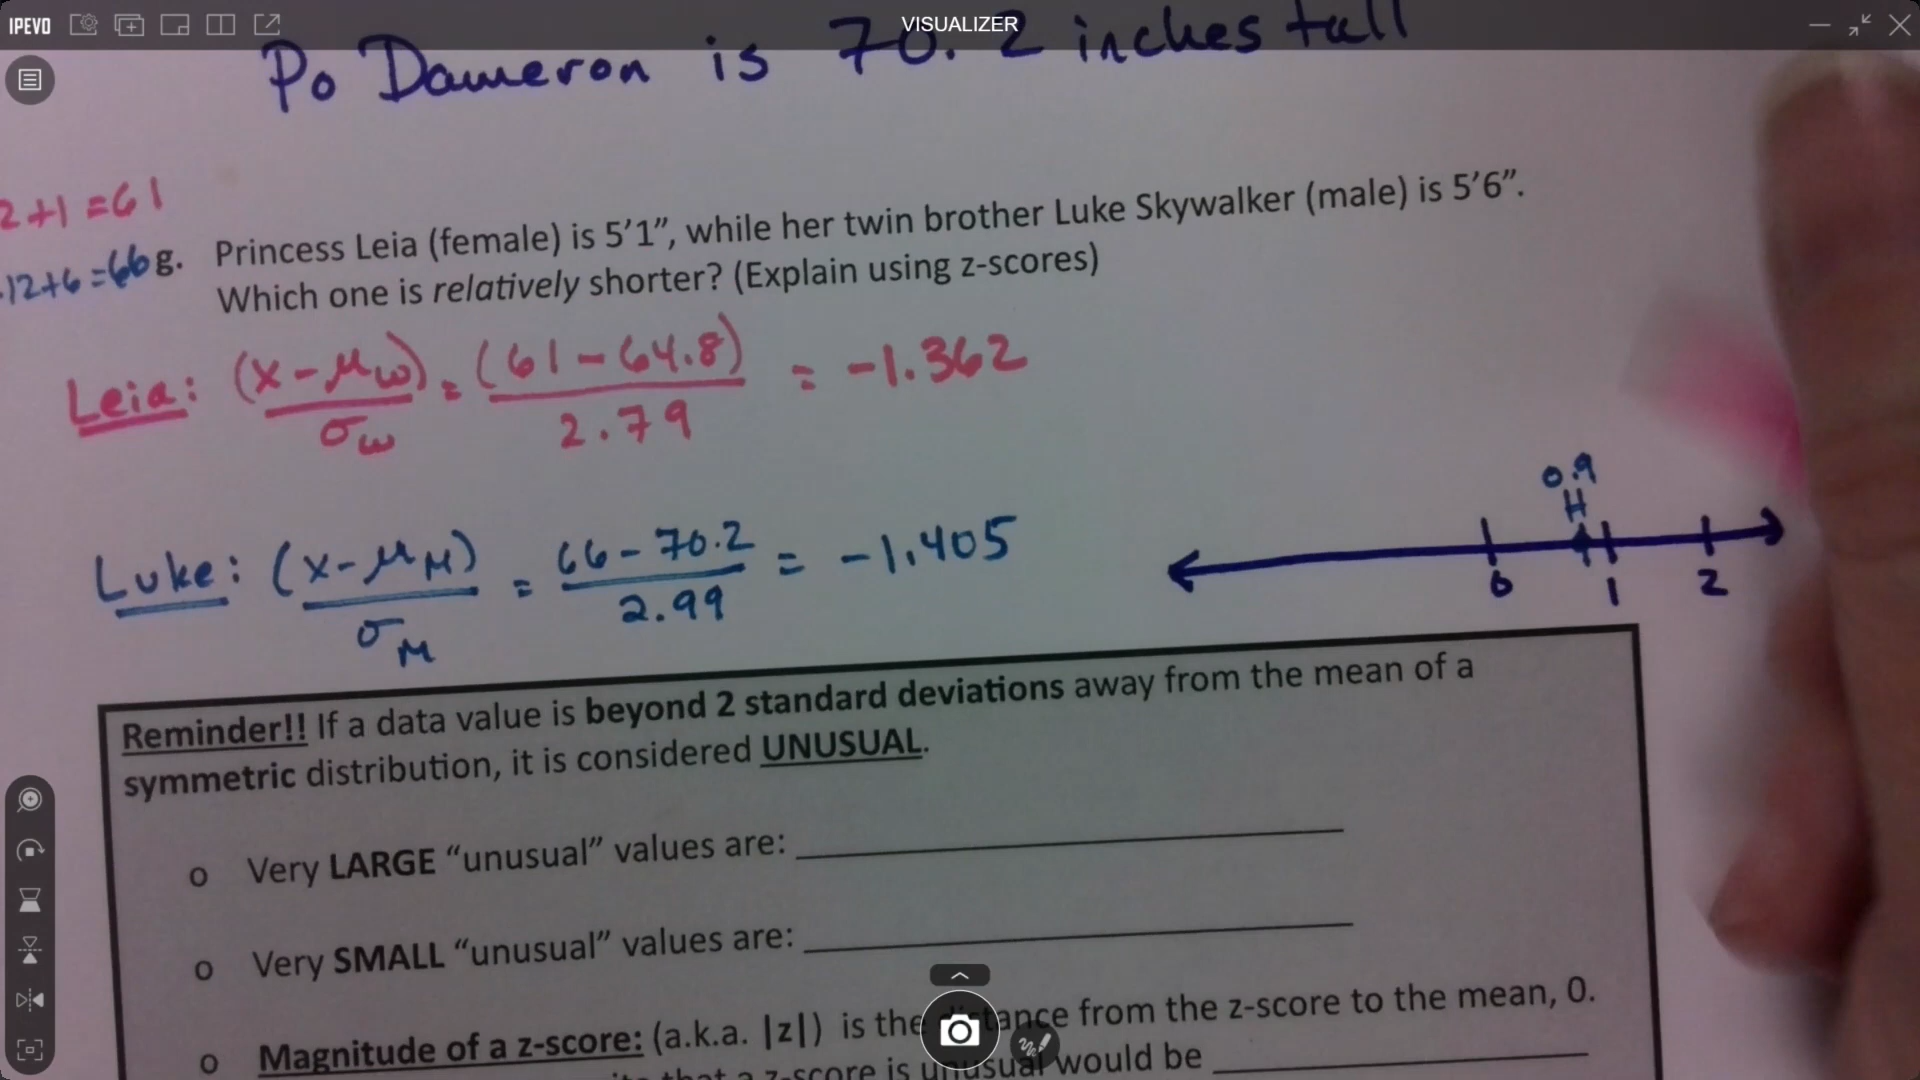 IPEVO
VISUALIZER
Po Dameron is 70.2 inches tall
2+1=61
12+6=66
g. Princess Leia (female) is 5’1”, while her twin brother Luke Skywalker (male) is 5’6”.
Which one is relatively shorter? (Explain using z-scores)
Leia: (x-μw) = (61-64.8) = -1.362
σw 2.79
0.9
H
Luke: (x-μM) = 66-70.2 = -1.405
σM 2.99
0 1 2
Reminder!! If a data value is beyond 2 standard deviations away from the mean of a
symmetric distribution, it is considered UNUSUAL.
o Very LARGE “unusual” values are:
o Very SMALL “unusual” values are:
o Magnitude of a z-score: (a.k.a. |z|) is the distance from the z-score to the mean, 0.
that a z-score is unusual would be